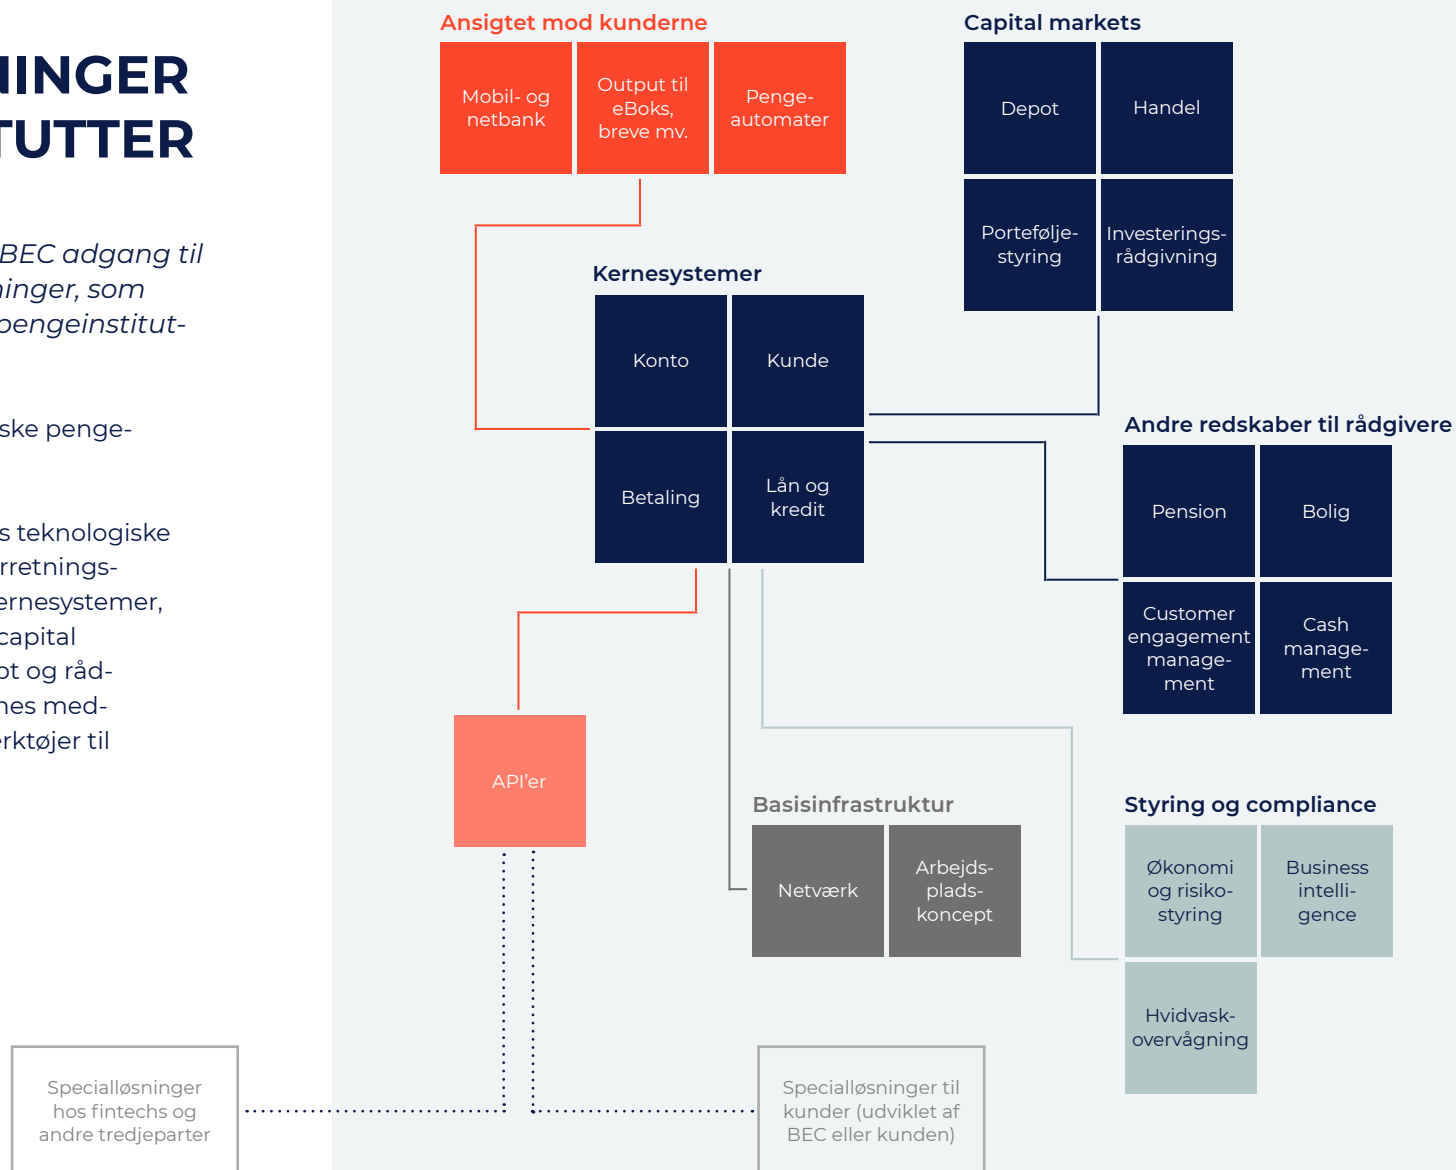 NINGER
TUTTER
BEC adgang til
ninger, som
pengeinstitut-
ske penge-
s teknologiske
rretnings-
ernesystemer,
capital
pt og råd-
nes med-
erktøjer til
Ansigtet mod kunderne
Mobil- og
netbank
Output til
eBoks,
breve mv.
Penge-
automater
Capital markets
Depot
Handel
Portefølje-
styring
Investerings-
rådgivning
Kernesystemer
Konto
Kunde
Betaling
Lån og
kredit
Andre redskaber til rådgivere
Pension
Bolig
Customer
engagement
manage-
ment
Cash
manage-
ment
API'er
Basisinfrastruktur
Netværk
Arbejds-
plads-
koncept
Styring og compliance
Økonomi
og risiko-
styring
Business
intelli-
gence
Hvidvask-
overvågning
Specialløsninger
hos fintechs og
andre tredjeparter
Specialløsninger til
kunder (udviklet af
BEC eller kunden)